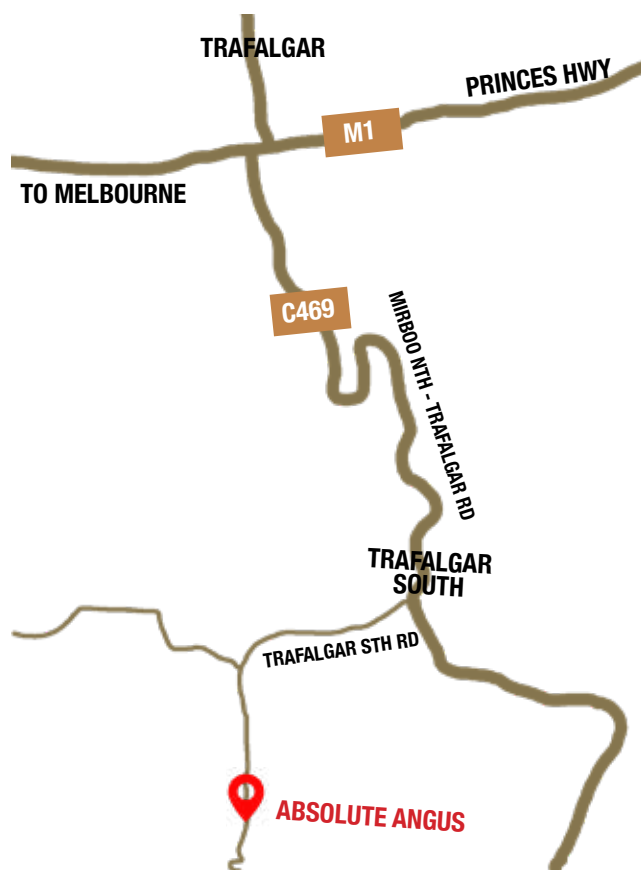 TRAFALGAR
PRINCES HWY
M1
TO MELBOURNE
C469
MIRBOO NTH - TRAFALGAR RD
TRAFALGAR
SOUTH
TRAFALGAR STH RD
ABSOLUTE ANGUS